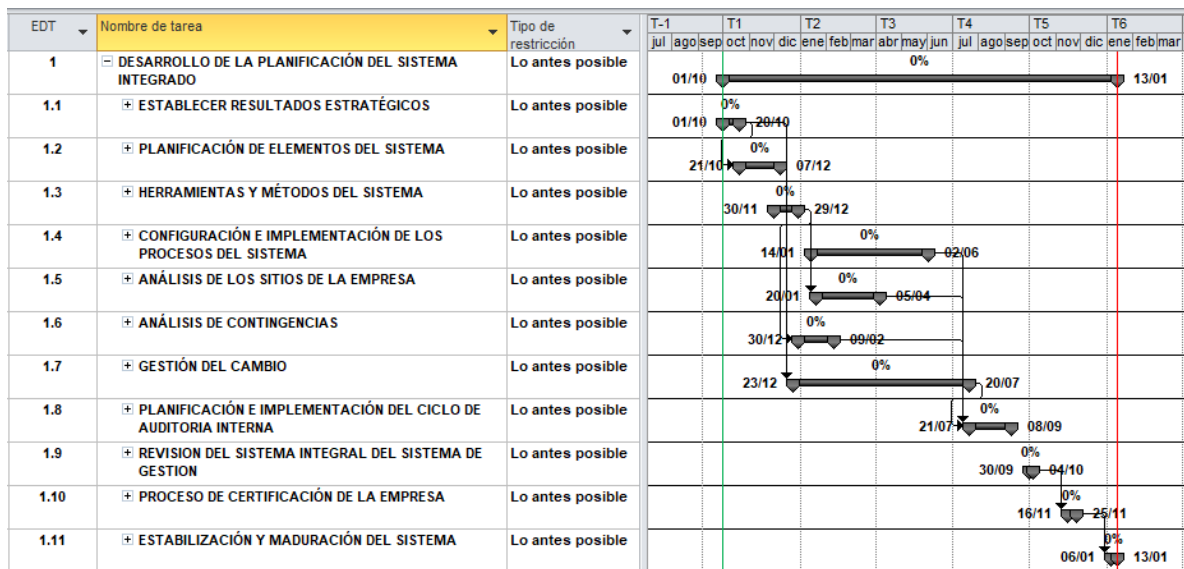 EDT Nombre de tarea Tipo de restricción
T-1 T1 T2 T3 T4 T5 T6
jul ago sep oct nov dic ene feb mar abr may jun jul ago sep oct nov dic ene feb mar
1 DESARROLLO DE LA PLANIFICACIÓN DEL SISTEMA INTEGRADO Lo antes posible 01/10 0% 13/01
1.1 ESTABLECER RESULTADOS ESTRATÉGICOS Lo antes posible 01/10 0% 20/10
1.2 PLANIFICACIÓN DE ELEMENTOS DEL SISTEMA Lo antes posible 21/10 0% 07/12
1.3 HERRAMIENTAS Y MÉTODOS DEL SISTEMA Lo antes posible 30/11 0% 29/12
1.4 CONFIGURACIÓN E IMPLEMENTACIÓN DE LOS PROCESOS DEL SISTEMA Lo antes posible 14/01 0% 02/06
1.5 ANÁLISIS DE LOS SITIOS DE LA EMPRESA Lo antes posible 20/01 0% 05/04
1.6 ANÁLISIS DE CONTINGENCIAS Lo antes posible 30/12 0% 09/02
1.7 GESTIÓN DEL CAMBIO Lo antes posible 23/12 0% 20/07
1.8 PLANIFICACIÓN E IMPLEMENTACIÓN DEL CICLO DE AUDITORIA INTERNA Lo antes posible 21/07 0% 08/09
1.9 REVISION DEL SISTEMA INTEGRAL DEL SISTEMA DE GESTION Lo antes posible 30/09 0% 04/10
1.10 PROCESO DE CERTIFICACIÓN DE LA EMPRESA Lo antes posible 16/11 0% 25/11
1.11 ESTABILIZACIÓN Y MADURACIÓN DEL SISTEMA Lo antes posible 06/01 0% 13/01